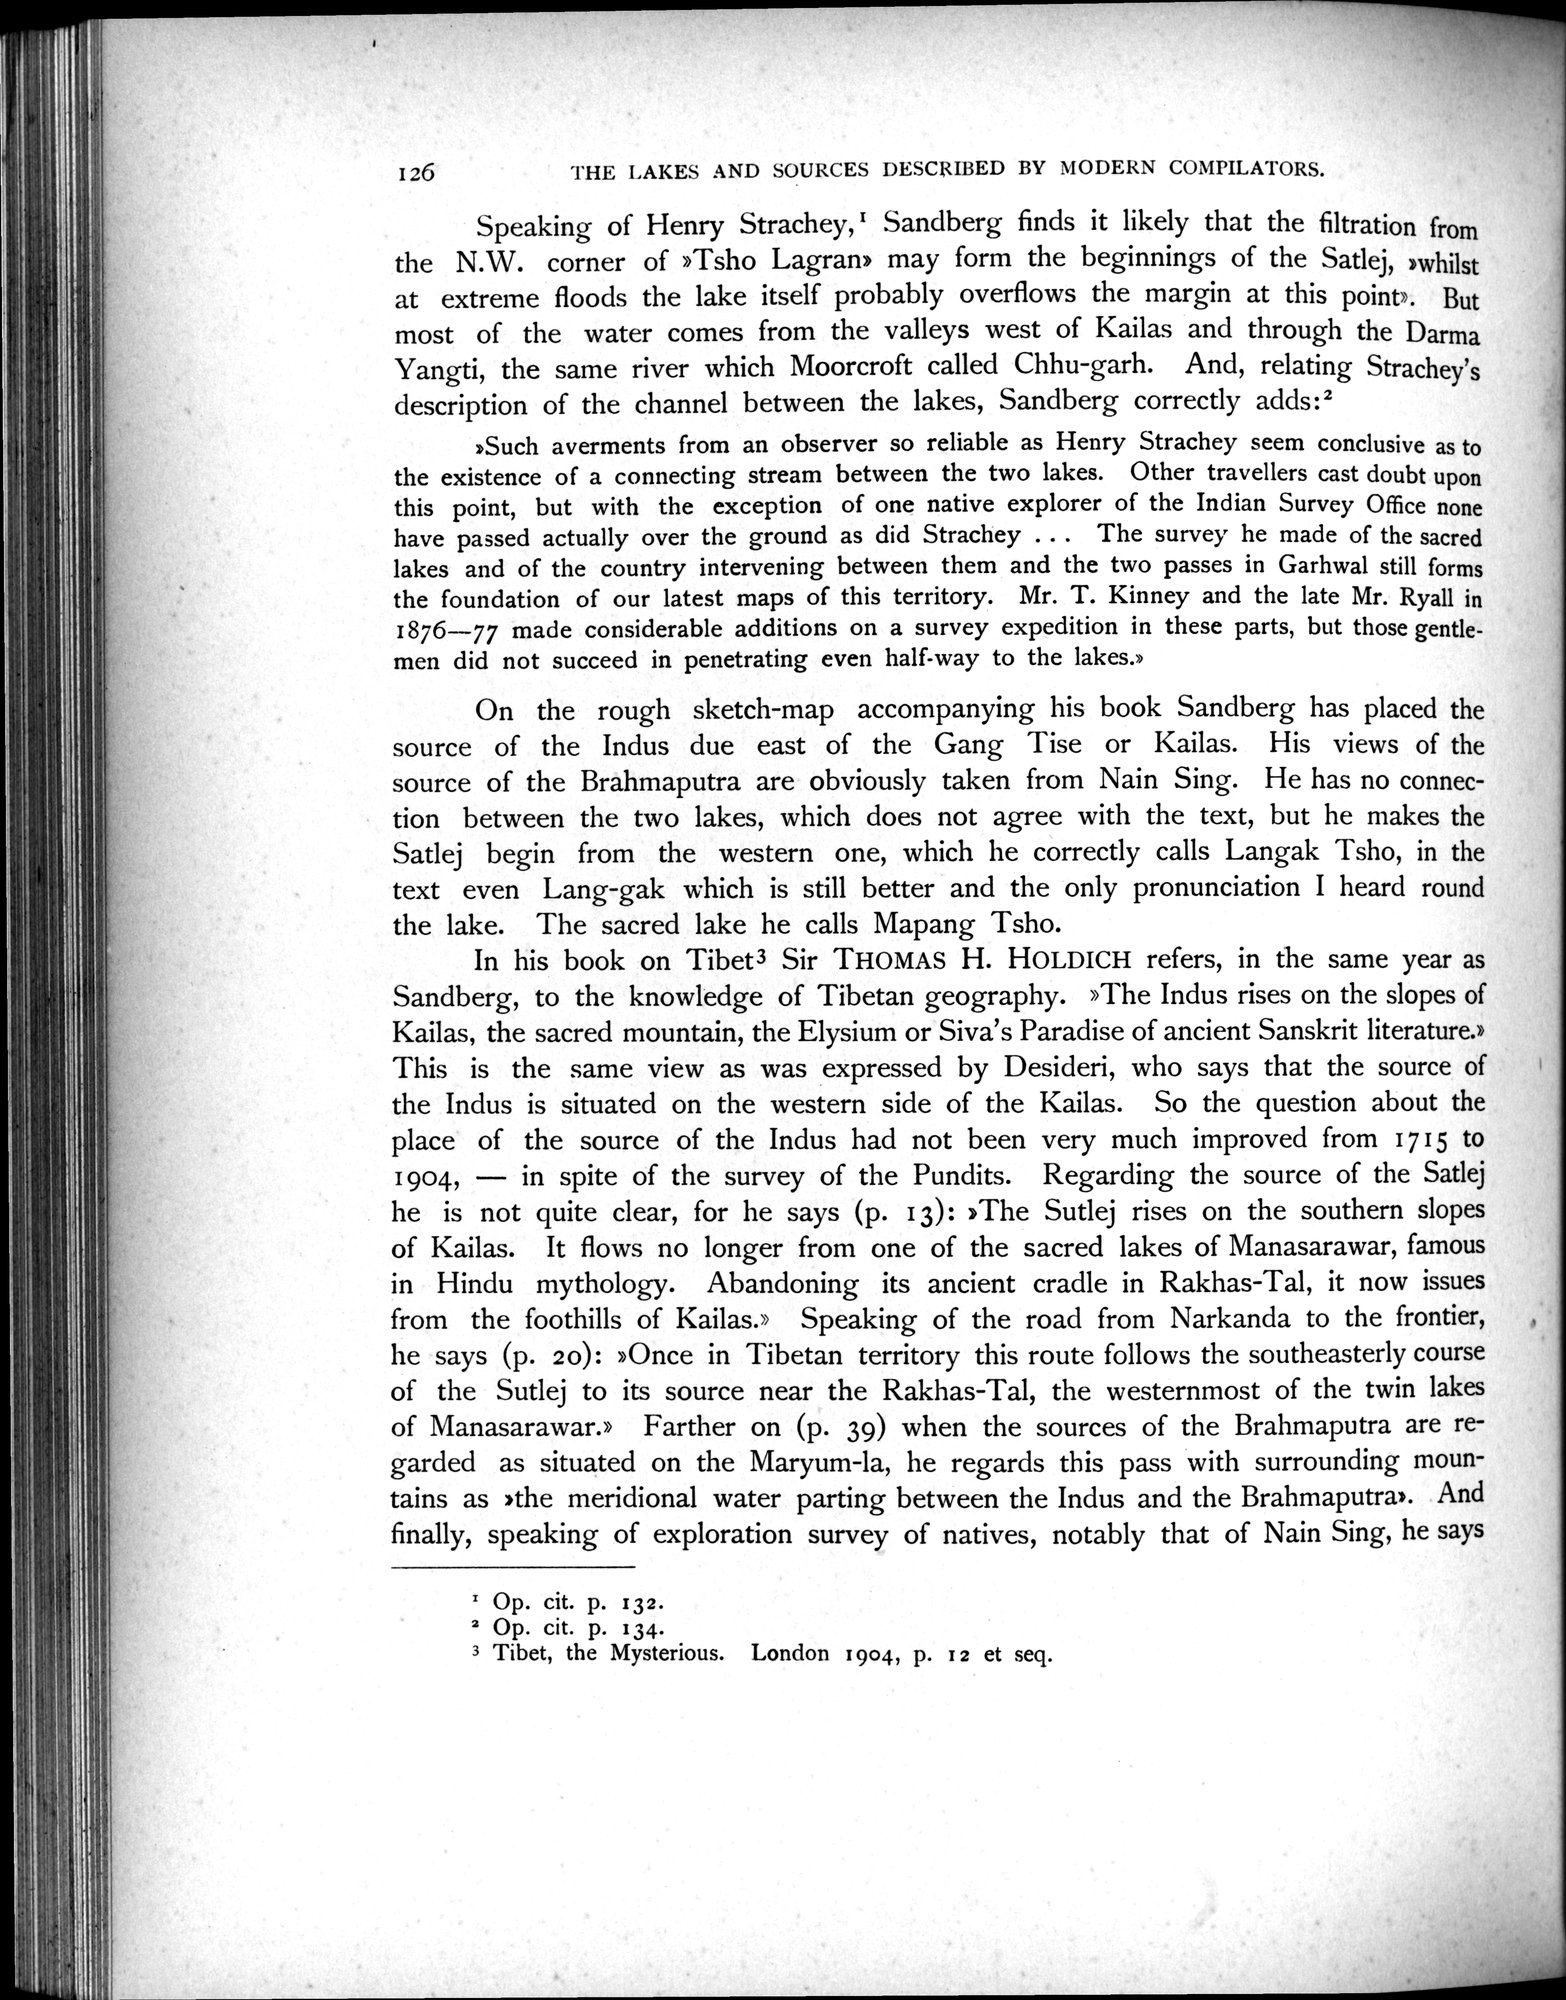 126 THE LAKES AND SOURCES DESCRIBED BY MODERN COMPILATORS.
Speaking of Henry Strachey,¹ Sandberg finds it likely that the filtration from
the N.W. corner of »Tsho Lagran» may form the beginnings of the Satlej, »whilst
at extreme floods the lake itself probably overflows the margin at this point». But
most of the water comes from the valleys west of Kailas and through the Darma
Yangti, the same river which Moorcroft called Chhu-garh. And, relating Strachey's
description of the channel between the lakes, Sandberg correctly adds:²
»Such averments from an observer so reliable as Henry Strachey seem conclusive as to
the existence of a connecting stream between the two lakes. Other travellers cast doubt upon
this point, but with the exception of one native explorer of the Indian Survey Office none
have passed actually over the ground as did Strachey ... The survey he made of the sacred
lakes and of the country intervening between them and the two passes in Garhwal still forms
the foundation of our latest maps of this territory. Mr. T. Kinney and the late Mr. Ryall in
1876—77 made considerable additions on a survey expedition in these parts, but those gentle-
men did not succeed in penetrating even half-way to the lakes.»
On the rough sketch-map accompanying his book Sandberg has placed the
source of the Indus due east of the Gang Tise or Kailas. His views of the
source of the Brahmaputra are obviously taken from Nain Sing. He has no connec-
tion between the two lakes, which does not agree with the text, but he makes the
Satlej begin from the western one, which he correctly calls Langak Tsho, in the
text even Lang-gak which is still better and the only pronunciation I heard round
the lake. The sacred lake he calls Mapang Tsho.
In his book on Tibet³ Sir THOMAS H. HOLDICH refers, in the same year as
Sandberg, to the knowledge of Tibetan geography. »The Indus rises on the slopes of
Kailas, the sacred mountain, the Elysium or Siva's Paradise of ancient Sanskrit literature.»
This is the same view as was expressed by Desideri, who says that the source of
the Indus is situated on the western side of the Kailas. So the question about the
place of the source of the Indus had not been very much improved from 1715 to
1904, — in spite of the survey of the Pundits. Regarding the source of the Satlej
he is not quite clear, for he says (p. 13): »The Sutlej rises on the southern slopes
of Kailas. It flows no longer from one of the sacred lakes of Manasarawar, famous
in Hindu mythology. Abandoning its ancient cradle in Rakhas-Tal, it now issues
from the foothills of Kailas.» Speaking of the road from Narkanda to the frontier,
he says (p. 20): »Once in Tibetan territory this route follows the southeasterly course
of the Sutlej to its source near the Rakhas-Tal, the westernmost of the twin lakes
of Manasarawar.» Farther on (p. 39) when the sources of the Brahmaputra are re-
garded as situated on the Maryum-la, he regards this pass with surrounding moun-
tains as »the meridional water parting between the Indus and the Brahmaputra». And
finally, speaking of exploration survey of natives, notably that of Nain Sing, he says
¹ Op. cit. p. 132.
² Op. cit. p. 134.
³ Tibet, the Mysterious. London 1904, p. 12 et seq.